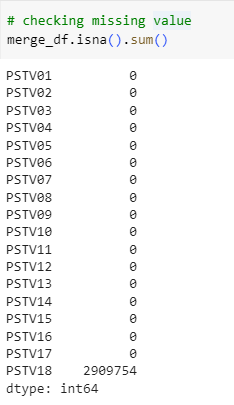 # checking missing value
merge_df.isna().sum()
PSTV01 0
PSTV02 0
PSTV03 0
PSTV04 0
PSTV05 0
PSTV06 0
PSTV07 0
PSTV08 0
PSTV09 0
PSTV10 0
PSTV11 0
PSTV12 0
PSTV13 0
PSTV14 0
PSTV15 0
PSTV16 0
PSTV17 0
PSTV18 2909754
dtype: int64